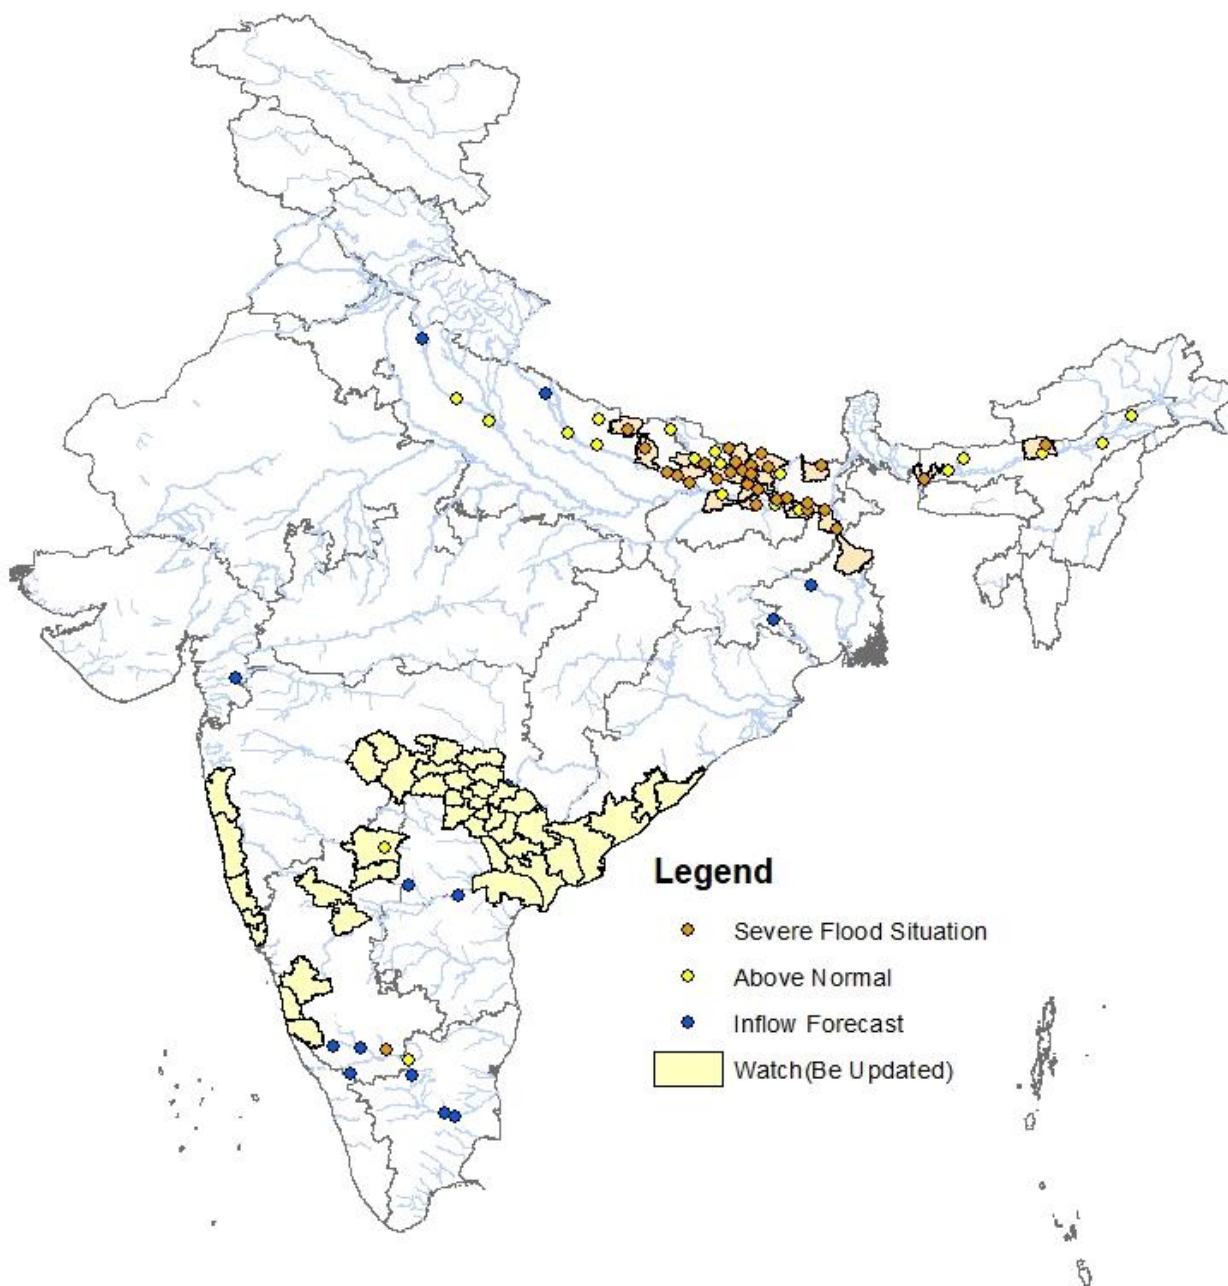 Legend
Severe Flood Situation
Above Normal
Inflow Forecast
Watch(Be Updated)